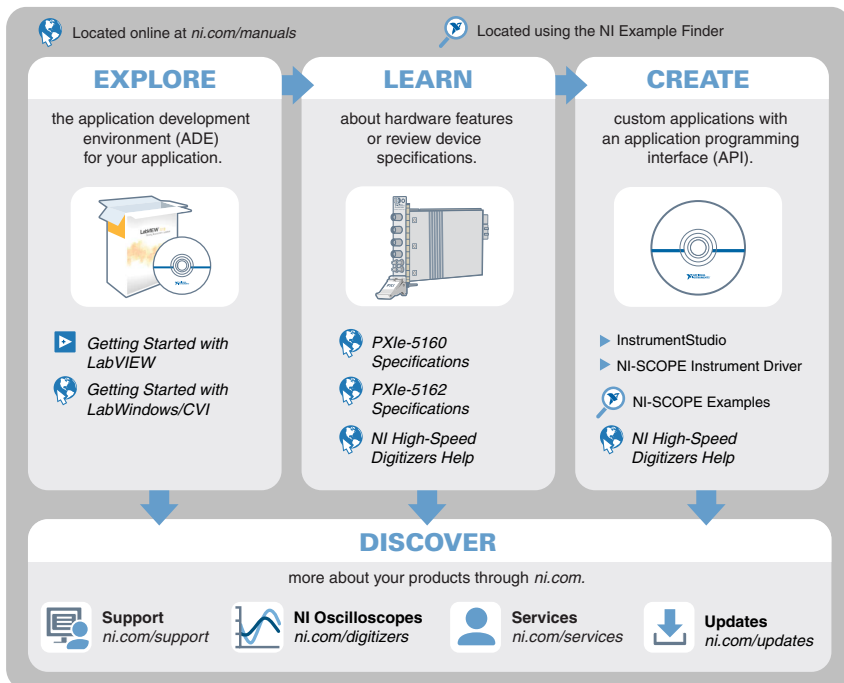 Located online at ni.com/manuals
Located using the NI Example Finder
EXPLORE
the application development
environment (ADE)
for your application.
LabVIEW
Getting Started with
LabVIEW
Getting Started with
LabWindows/CVI
LEARN
about hardware features
or review device
specifications.
PXIe-5160
Specifications
PXIe-5162
Specifications
NI High-Speed
Digitizers Help
CREATE
custom applications with
an application programming
interface (API).
InstrumentStudio
NI-SCOPE Instrument Driver
NI-SCOPE Examples
NI High-Speed
Digitizers Help
DISCOVER
more about your products through ni.com.
Support
ni.com/support
NI Oscilloscopes
ni.com/digitizers
Services
ni.com/services
Updates
ni.com/updates